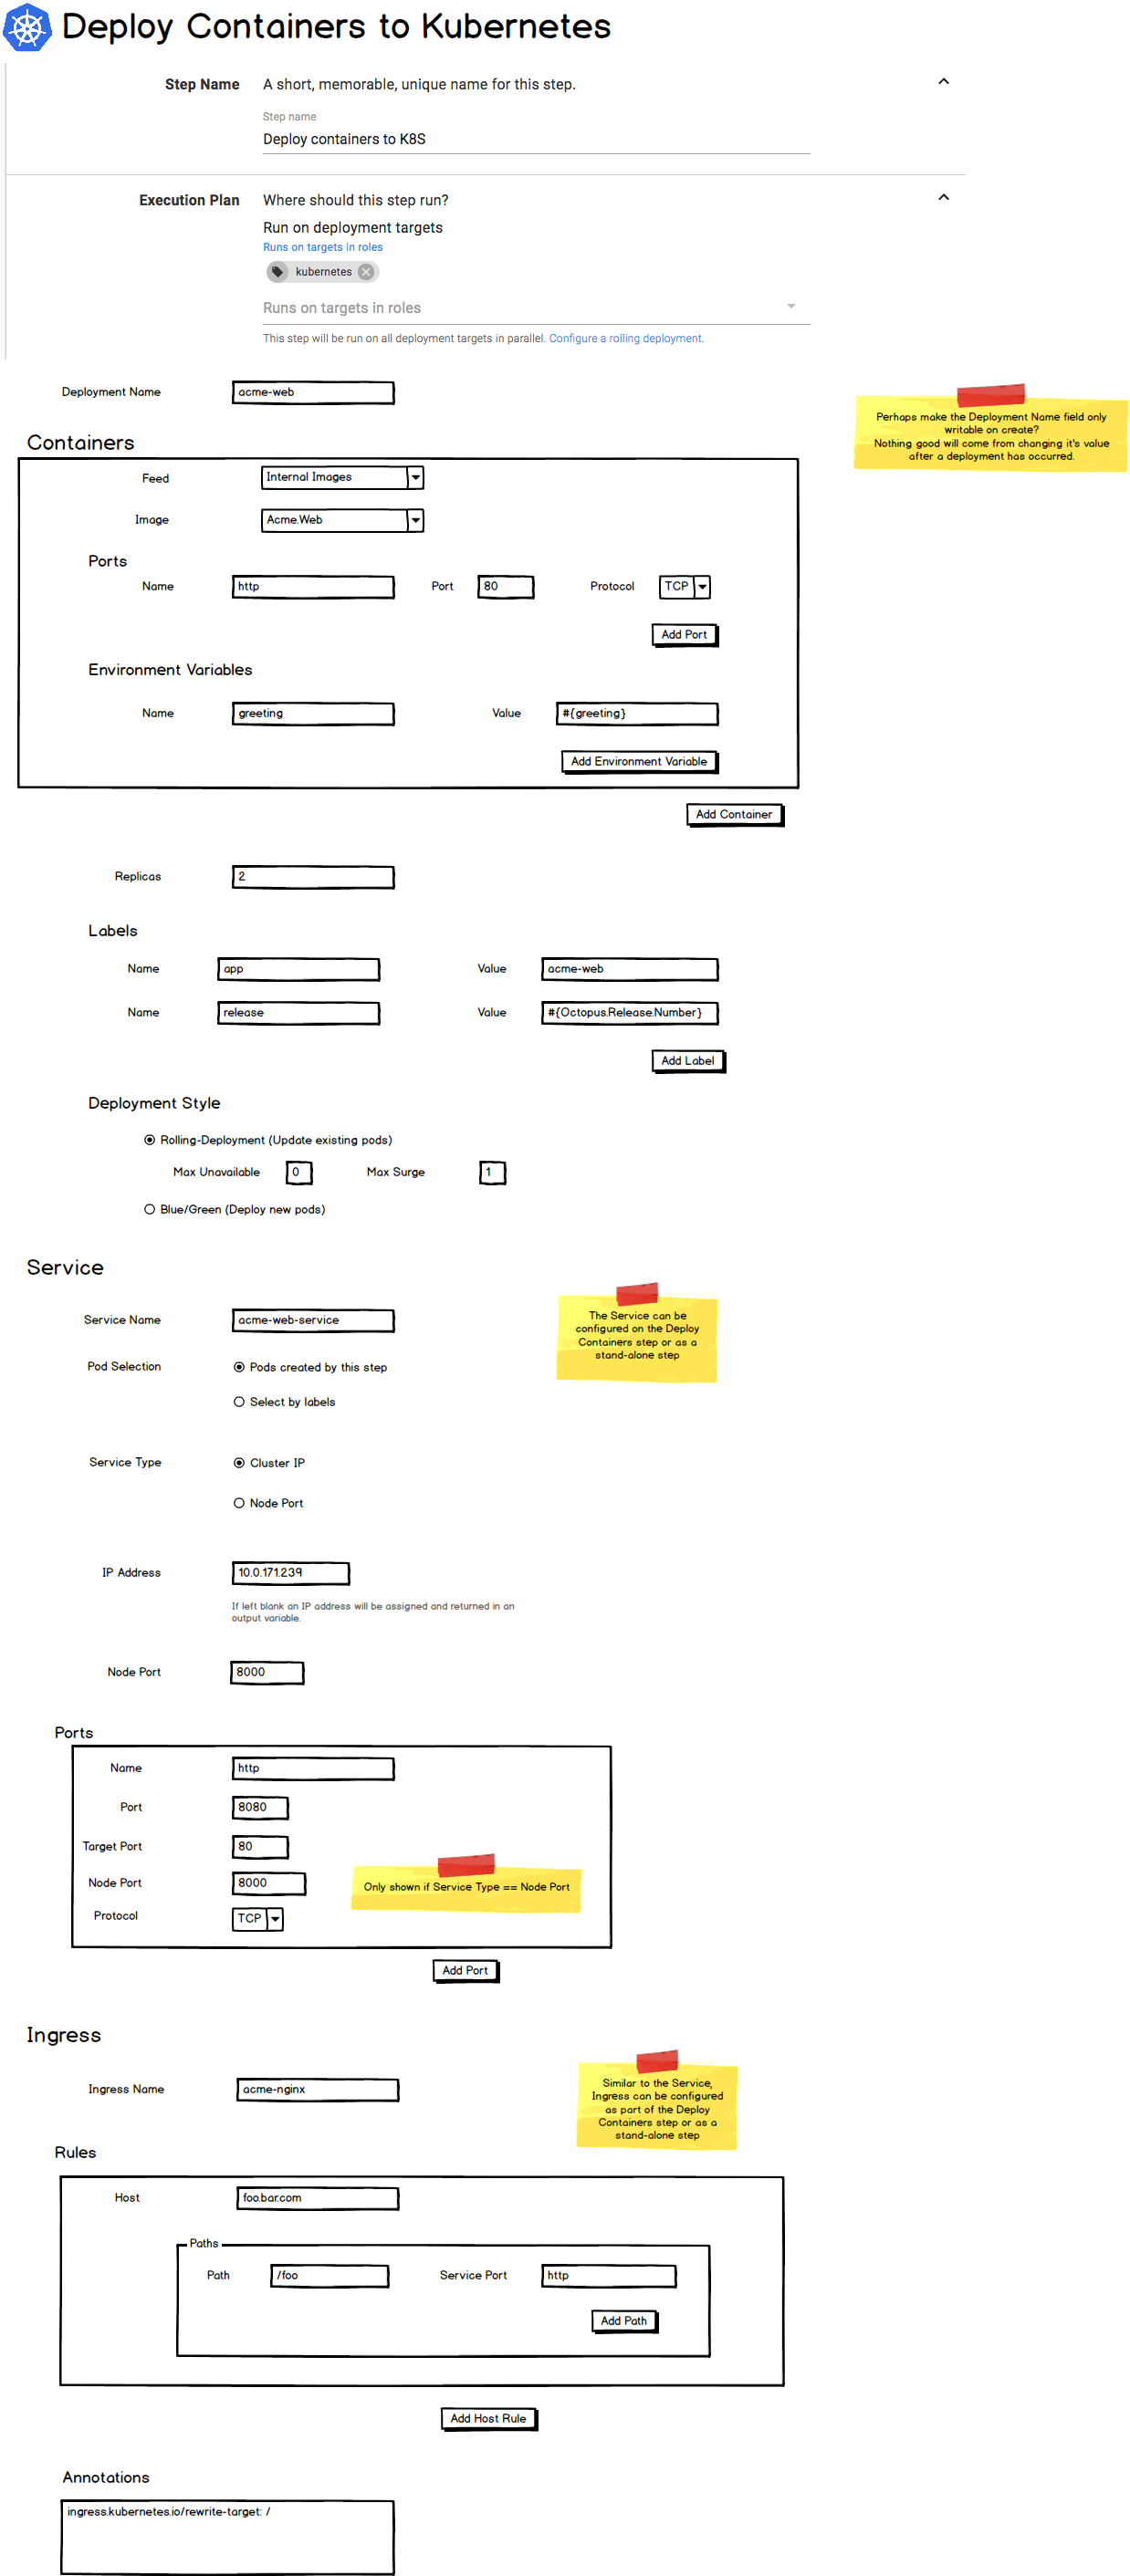 Deploy Containers to Kubernetes
Step Name
A short, memorable, unique name for this step.
Step name
Deploy containers to K8S
Execution Plan
Where should this step run?
Run on deployment targets
Runs on targets in roles
kubernetes
Runs on targets in roles
This step will be run on all deployment targets in parallel. Configure a rolling deployment.
Deployment Name
acme-web
Perhaps make the Deployment Name field only
writable on create?
Nothing good will come from changing it's value
after a deployment has occurred.
Containers
Feed
Internal Images
Image
Acme.Web
Ports
Name
http
Port
80
Protocol
TCP
Add Port
Environment Variables
Name
greeting
Value
#{greeting}
Add Environment Variable
Add Container
Replicas
2
Labels
Name
app
Value
acme-web
Name
release
Value
#{Octopus.Release.Number}
Add Label
Deployment Style
Rolling-Deployment (Update existing pods)
Max Unavailable
0
Max Surge
1
Blue/Green (Deploy new pods)
Service
Service Name
acme-web-service
The Service can be
configured on the Deploy
Containers step or as a
stand-alone step
Pod Selection
Pods created by this step
Select by labels
Service Type
Cluster IP
Node Port
IP Address
10.0.171.239
If left blank an IP address will be assigned and returned in an
output variable.
Node Port
8000
Ports
Name
http
Port
8080
Target Port
80
Node Port
8000
Only shown if Service Type == Node Port
Protocol
TCP
Add Port
Ingress
Ingress Name
acme-nginx
Similar to the Service,
Ingress can be configured
as part of the Deploy
Containers step or as a
stand-alone step
Rules
Host
foo.bar.com
Paths
Path
/foo
Service Port
http
Add Path
Add Host Rule
Annotations
ingress.kubernetes.io/rewrite-target: /